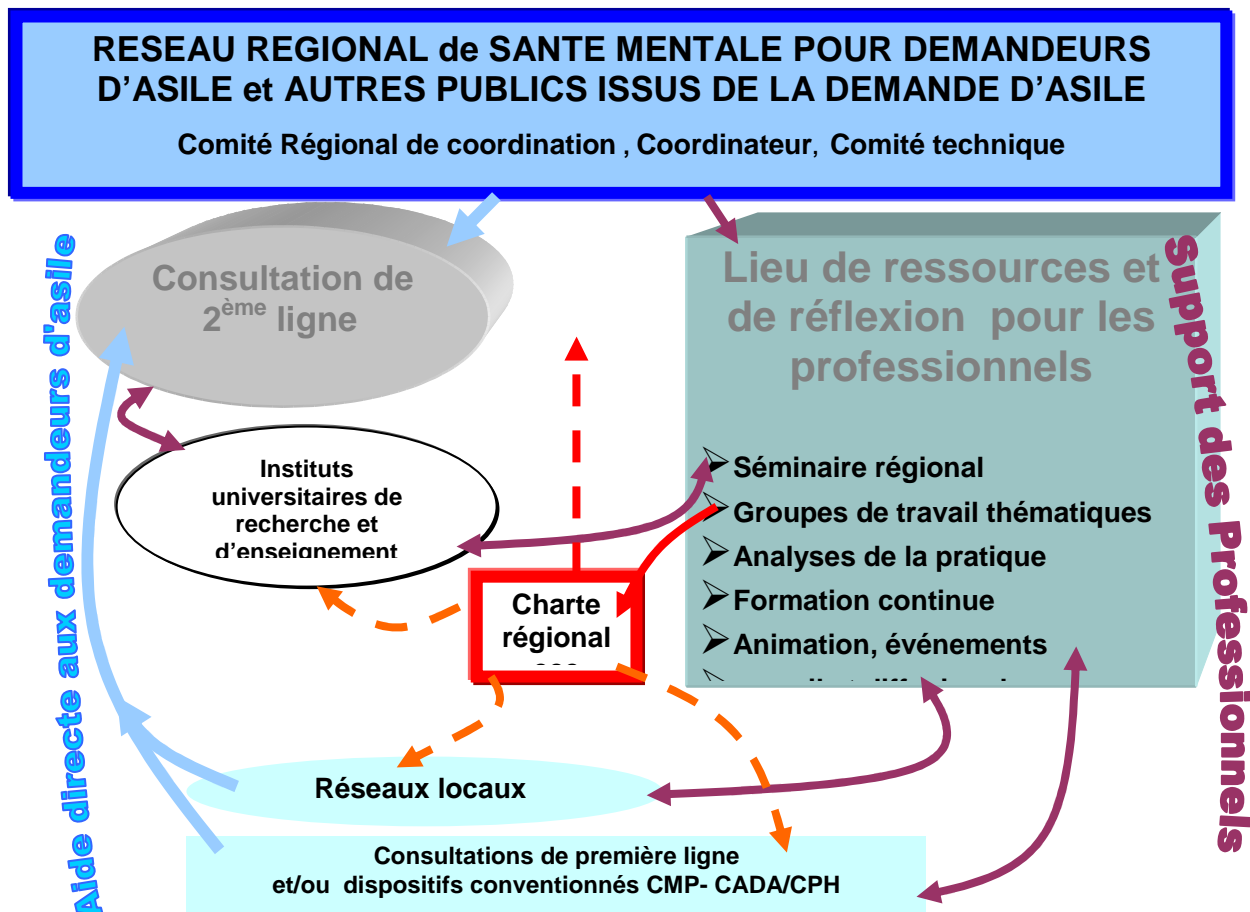 RESEAU REGIONAL de SANTE MENTALE POUR DEMANDEURS
D'ASILE et AUTRES PUBLICS ISSUS DE LA DEMANDE D'ASILE
Comité Régional de coordination , Coordinateur, Comité technique
Aide directe aux demandeurs d'asile
Consultation de
2ème ligne
Instituts
universitaires de
recherche et
d'enseignement
Charte
régional
Lieu de ressources et
de réflexion pour les
professionnels
Séminaire régional
Groupes de travail thématiques
Analyses de la pratique
Formation continue
Animation, événements
Support des Professionnels
Réseaux locaux
Consultations de première ligne
et/ou dispositifs conventionnés CMP- CADA/CPH